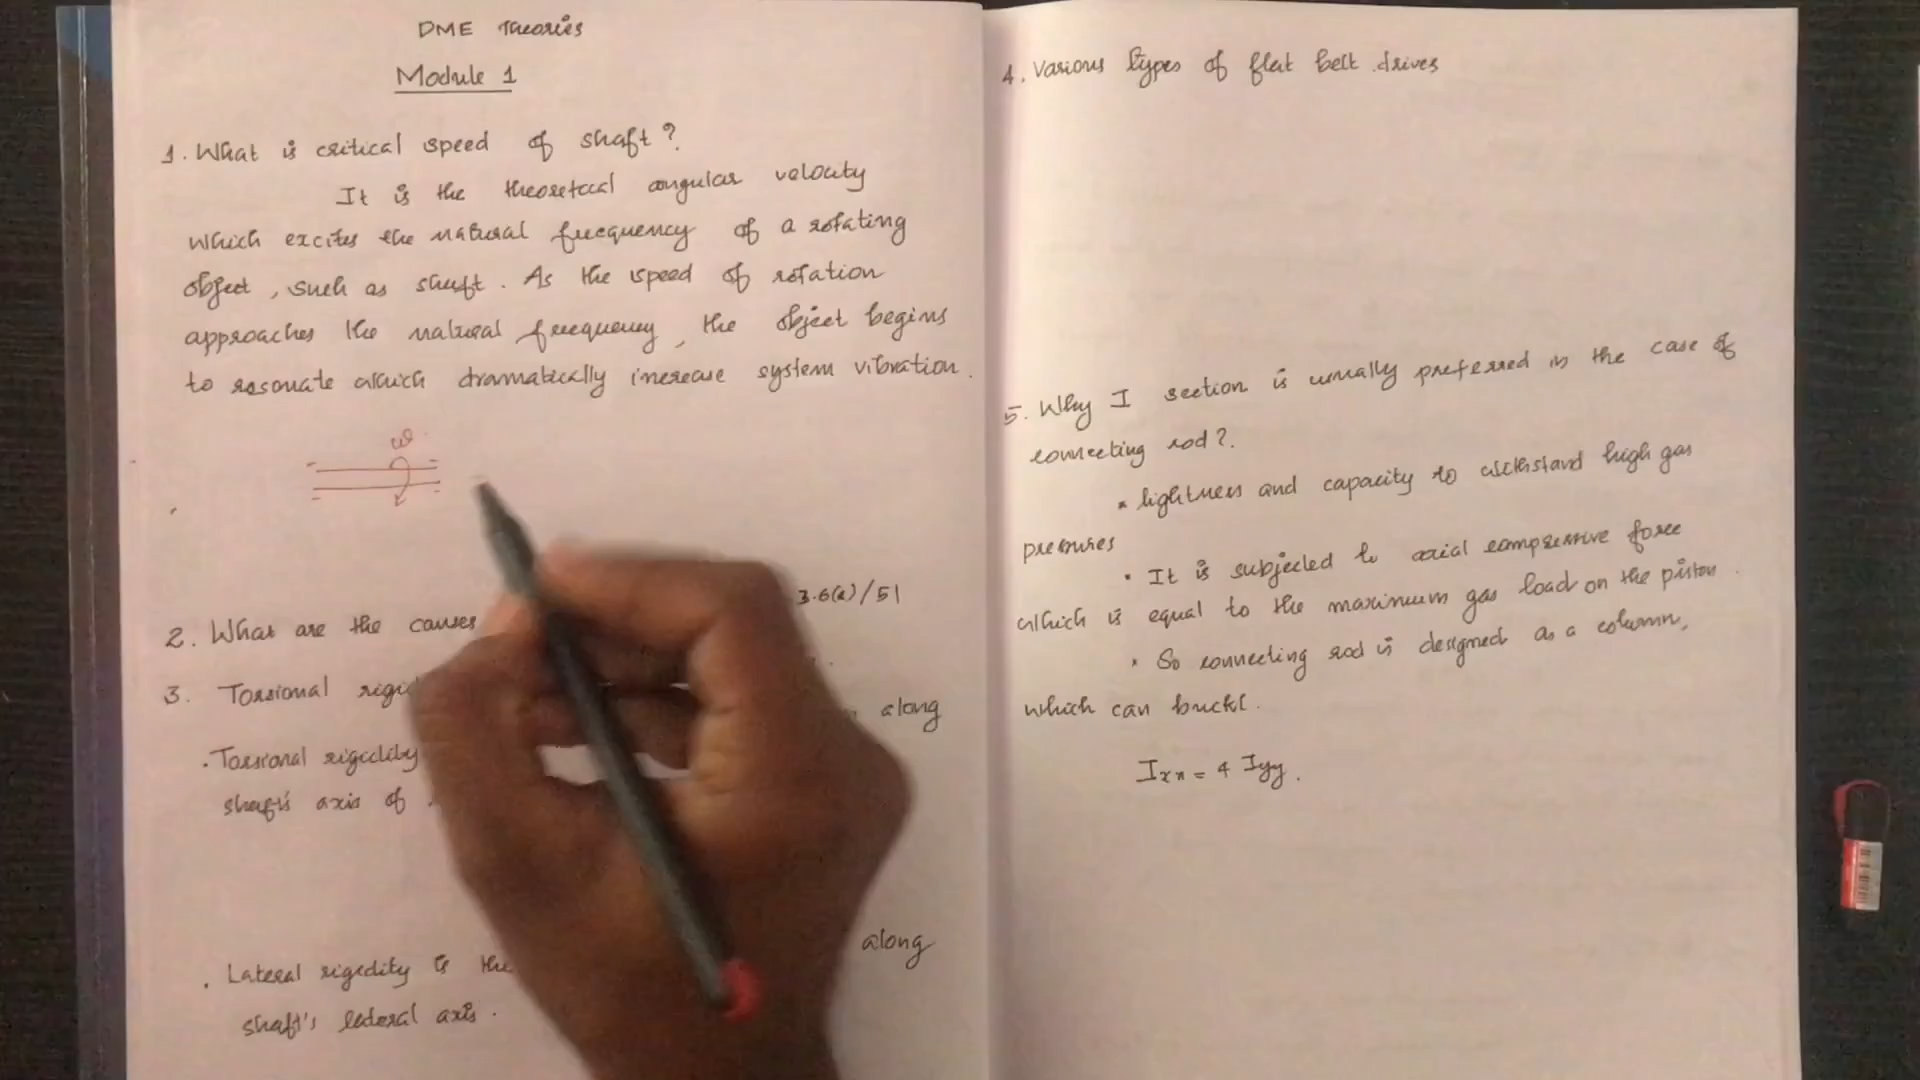 DME Theories
Module 1
1. What is critical speed of shaft?
It is the theoretical angular velocity
which excites the natural frequency of a rotating
object, such as shaft. As the speed of rotation
approaches the natural frequency, the object begins
to resonate which dramatically increase system vibration.
ω
2. What are the causes
3.6(a)/51
3. Torsional
along
. Torsional rigidity
shaft's axis of
along
. Lateral rigidity is the
shaft's lateral axis.
4. Various types of flat belt drives
5. Why I section is usually preferred in the case of
connecting rod?.
* lightness and capacity to withstand high gas
pressures
* It is subjected to axial compressive force
which is equal to the maximum gas load on the piston.
* So connecting rod is designed as a column,
which can buckl.
Ixx = 4 Iyy.